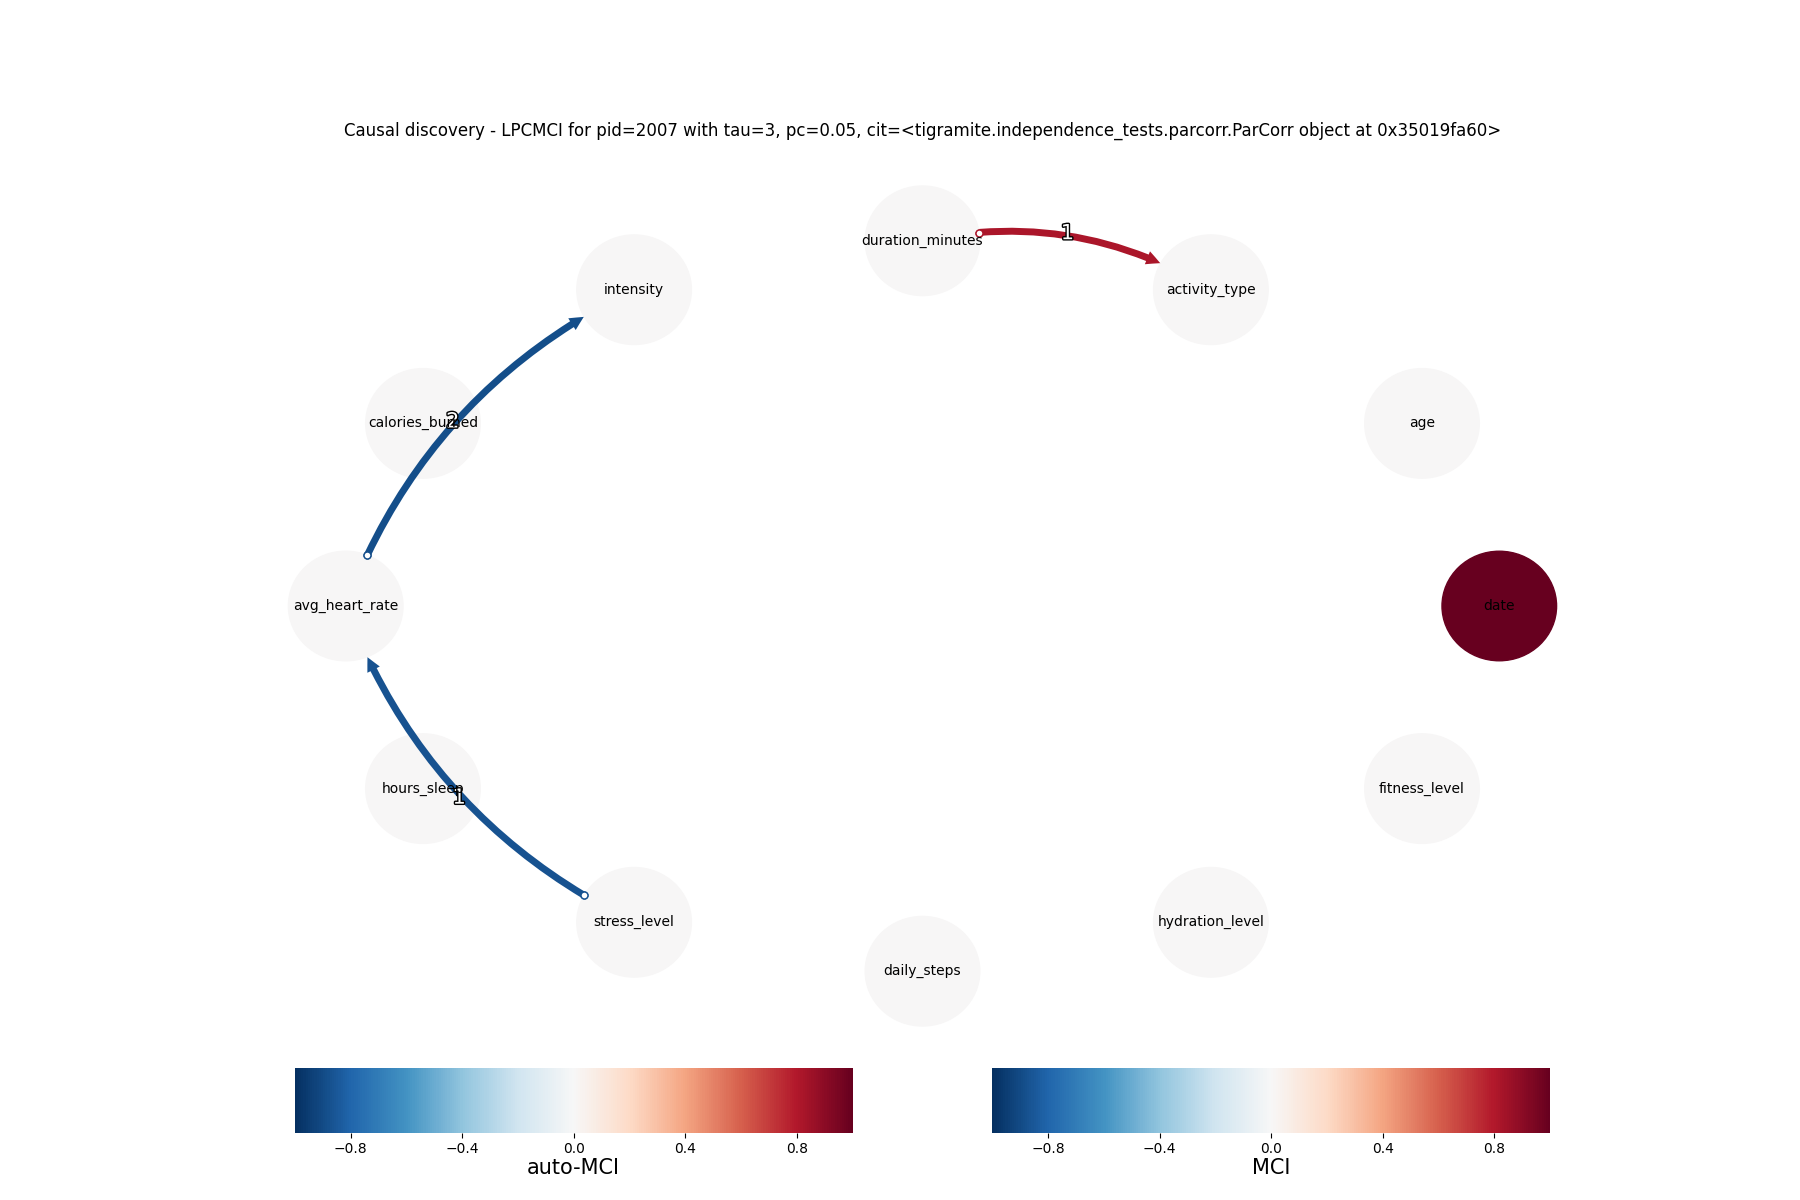 Causal discovery - LPCMCI for pid=2007 with tau=3, pc=0.05, cit=<tigramite.independence_tests.parcorr.ParCorr object at 0x35019fa60>
duration_minutes
1
intensity
activity_type
2
calories_burned
age
avg_heart_rate
date
hours_sleep
1
fitness_level
stress_level
hydration_level
daily_steps
−0.8 −0.4 0.0 0.4 0.8
auto-MCI
−0.8 −0.4 0.0 0.4 0.8
MCI